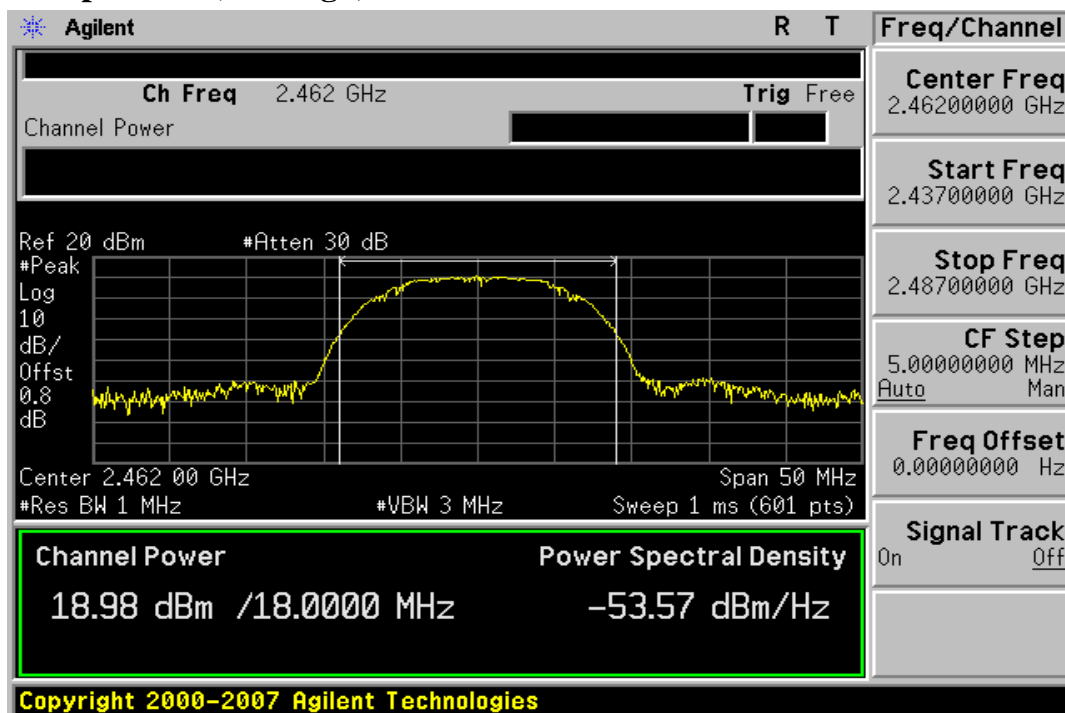 Agilent R T Freq/Channel
Ch Freq 2.462 GHz Trig Free
Channel Power
Center Freq
2.46200000 GHz
Start Freq
2.43700000 GHz
Stop Freq
2.48700000 GHz
CF Step
5.00000000 MHz
Auto Man
Freq Offset
0.00000000 Hz
Signal Track
On Off
Ref 20 dBm #Atten 30 dB
#Peak
Log
10
dB/
Offst
0.8
dB
Center 2.462 00 GHz Span 50 MHz
#Res BW 1 MHz #VBW 3 MHz Sweep 1 ms (601 pts)
Channel Power Power Spectral Density
18.98 dBm /18.0000 MHz -53.57 dBm/Hz
Copyright 2000-2007 Agilent Technologies